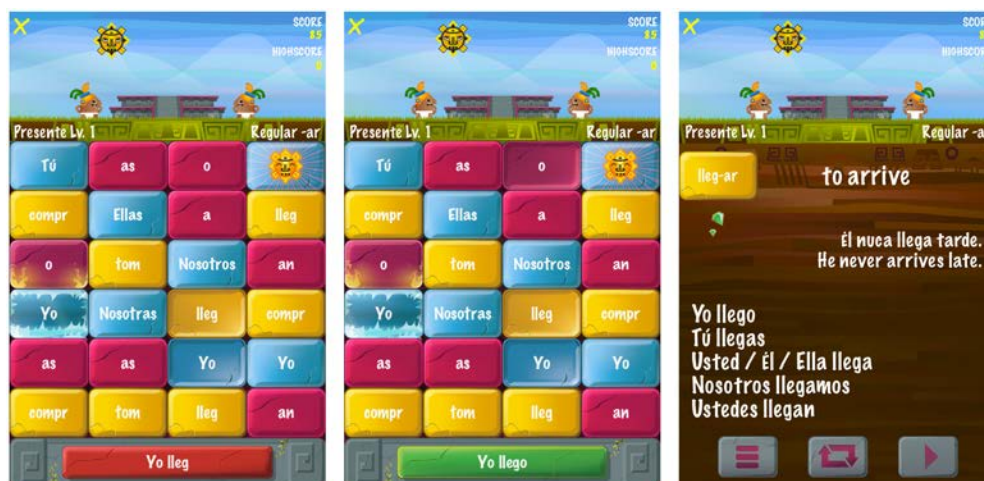 X
SCORE
85
HIGHSCORE
0
Presente Lv. 1
Regular -ar
Tú as o
compr Ellas a lleg
o tom Nosotros an
Yo Nosotras lleg compr
as as Yo Yo
compr tom lleg an
Yo lleg
X
SCORE
85
HIGHSCORE
0
Presente Lv. 1
Regular -ar
Tú as o
compr Ellas a lleg
o tom Nosotros an
Yo Nosotras lleg compr
as as Yo Yo
compr tom lleg an
Yo llego
X
SCOR
HIGHSCOR
Presente Lv. 1
Regular -a
lleg-ar
to arrive
Él nuca llega tarde.
He never arrives late.
Yo llego
Tú llegas
Usted / Él / Ella llega
Nosotros llegamos
Ustedes llegan